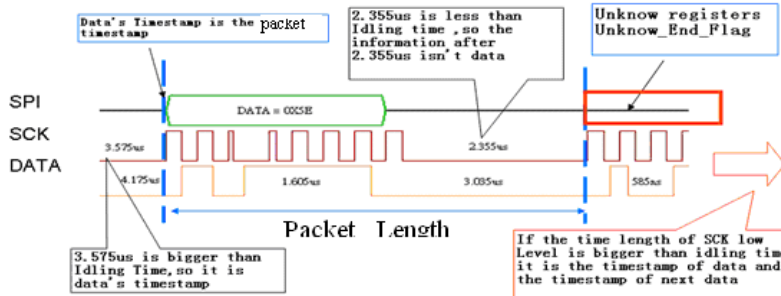 Data's Timestamp is the packet
timestamp
2.355us is less than
Idling time ,so the
information after
2.355us isn't data
Unknow registers
Unknow_End_Flag
SPI
DATA = 0X5E
SCK
3.575us
2.355us
DATA
4.175us
1.605us
3.035us
585ns
Packet Length
3.575us is bigger than
Idling Time,so it is
data's timestamp
If the time length of SCK low
Level is bigger than idling tim
it is the timestamp of data and
the timestamp of next data